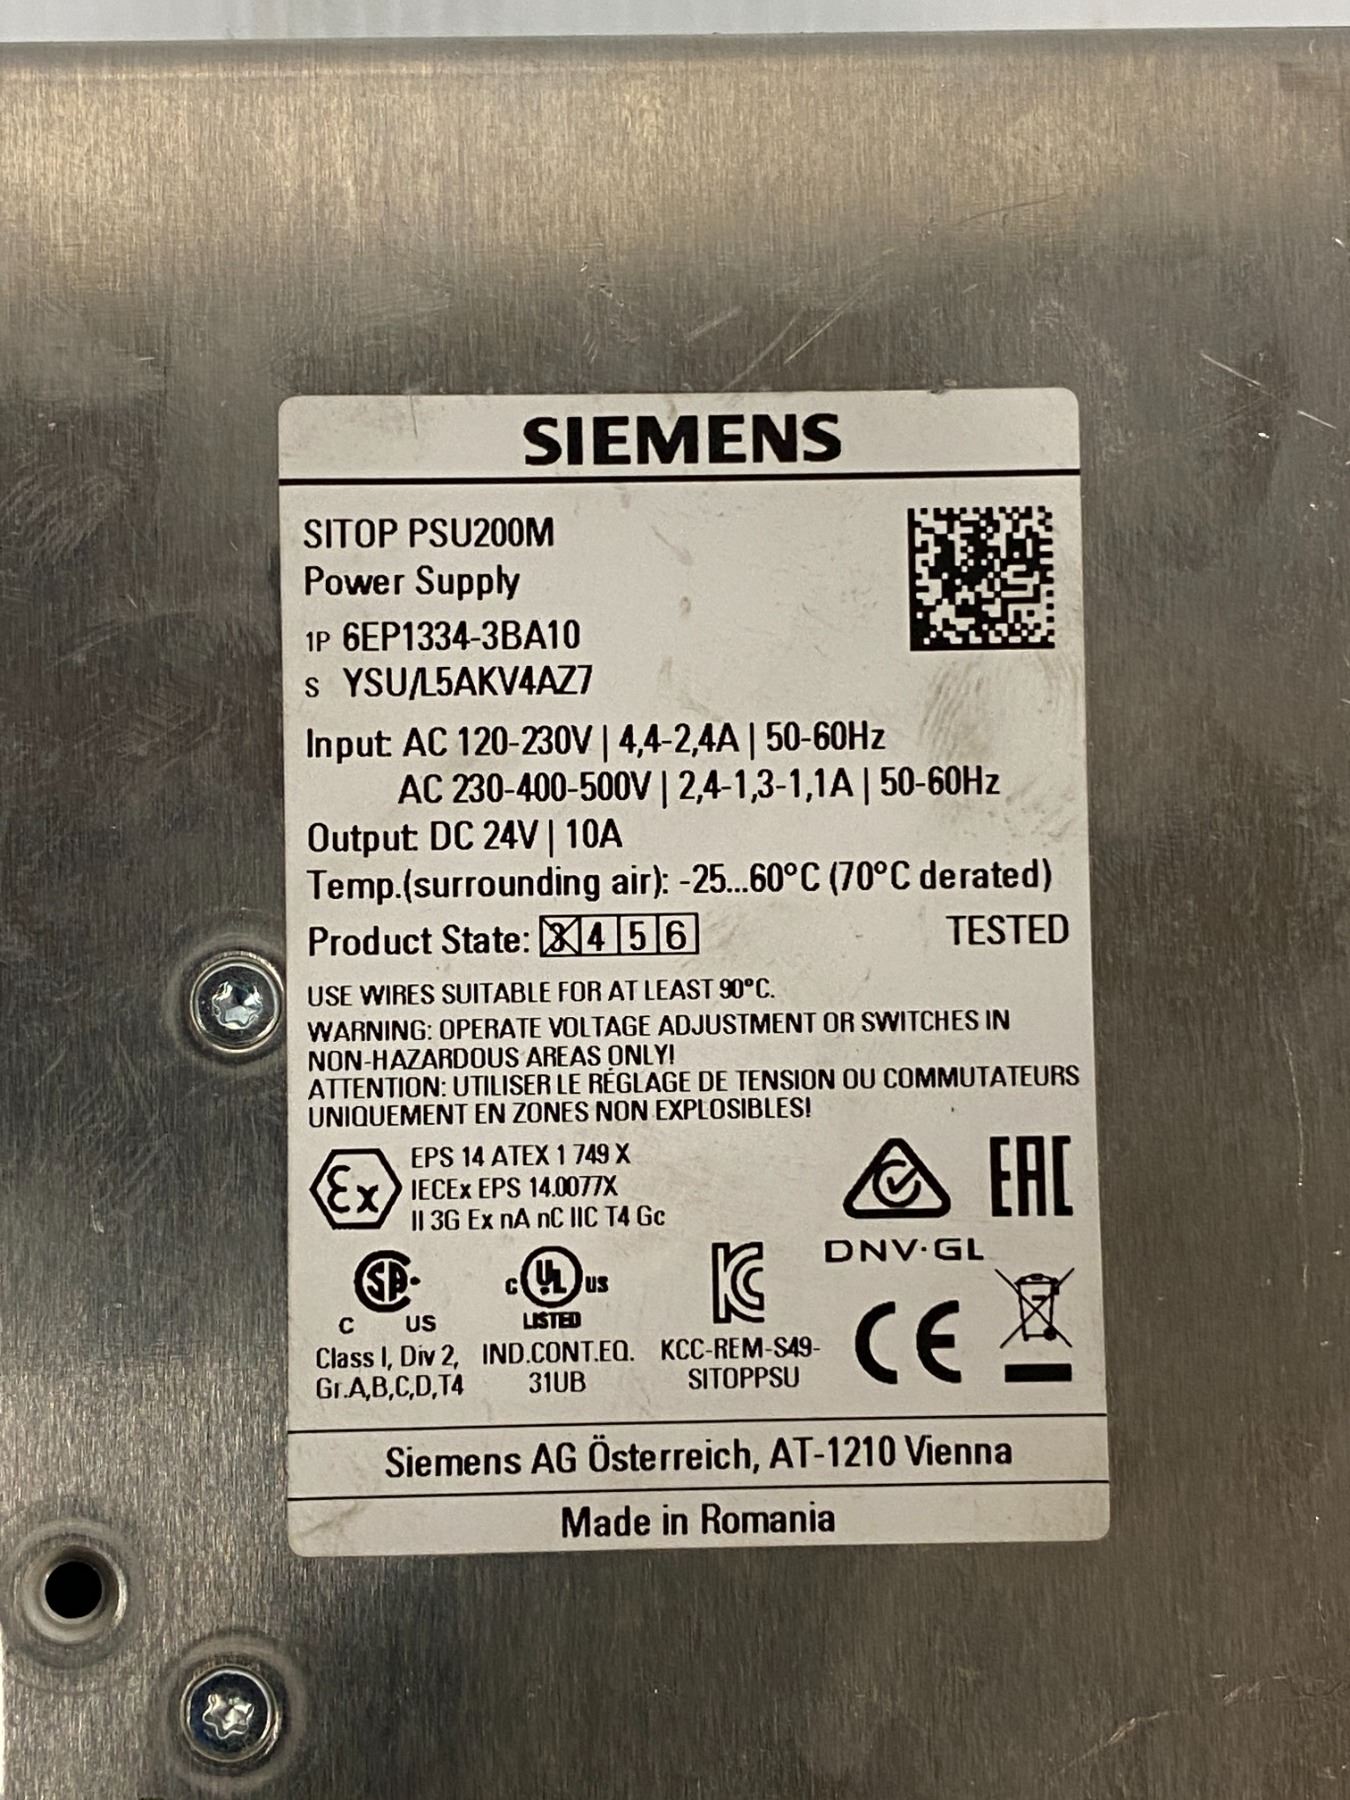 SIEMENS
SITOP PSU200M
Power Supply
1P 6EP1334-3BA10
S YSU/L5AKV4AZ7
Input: AC 120-230V | 4,4-2,4A | 50-60Hz
AC 230-400-500V | 2,4-1,3-1,1A | 50-60Hz
Output: DC 24V | 10A
Temp.(surrounding air): -25...60°C (70°C derated)
Product State: 3 4 5 6 TESTED
USE WIRES SUITABLE FOR AT LEAST 90°C.
WARNING: OPERATE VOLTAGE ADJUSTMENT OR SWITCHES IN
NON-HAZARDOUS AREAS ONLY!
ATTENTION: UTILISER LE RÉGLAGE DE TENSION OU COMMUTATEURS
UNIQUEMENT EN ZONES NON EXPLOSIBLES!
Ex
EPS 14 ATEX 1 749 X
IECEx EPS 14.0077X
II 3G Ex nA nC IIC T4 Gc
EAC
DNV·GL
SA
C US
Class I, Div 2,
Gr.A,B,C,D,T4
C UL US
LISTED
IND.CONT.EQ.
31UB
KC
KCC-REM-S49-
SITOPPSU
CE
Siemens AG Österreich, AT-1210 Vienna
Made in Romania